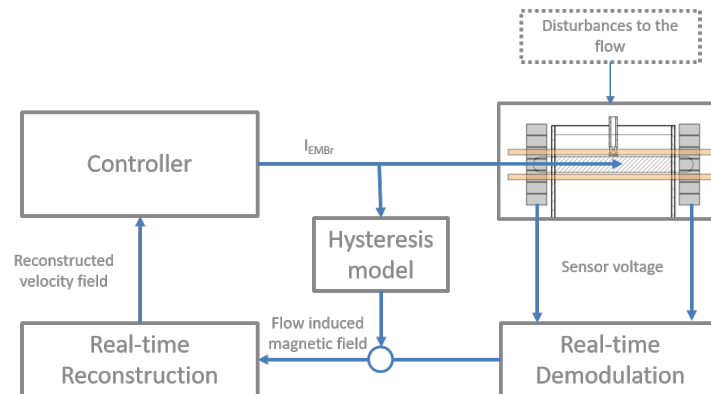 Disturbances to the
flow
Controller
I_EMBr
Hysteresis
model
Reconstructed
velocity field
Sensor voltage
Flow induced
magnetic field
Real-time
Reconstruction
Real-time
Demodulation